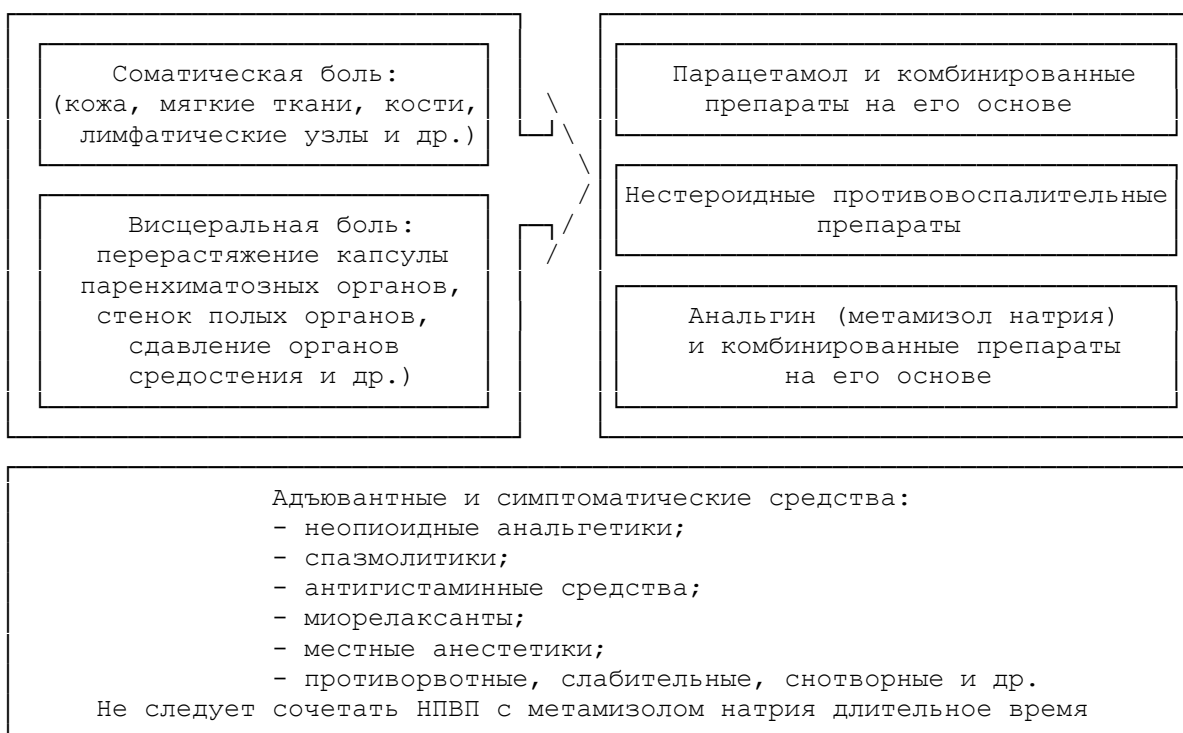 Соматическая боль:
(кожа, мягкие ткани, кости,
лимфатические узлы и др.)
Висцеральная боль:
перерастяжение капсулы
паренхиматозных органов,
стенок полых органов,
сдавление органов
средостения и др.)
Парацетамол и комбинированные
препараты на его основе
Нестероидные противовоспалительные
препараты
Анальгин (метамизол натрия)
и комбинированные препараты
на его основе
Адъювантные и симптоматические средства:
- неопиоидные анальгетики;
- спазмолитики;
- антигистаминные средства;
- миорелаксанты;
- местные анестетики;
- противорвотные, слабительные, снотворные и др.
Не следует сочетать НПВП с метамизолом натрия длительное время